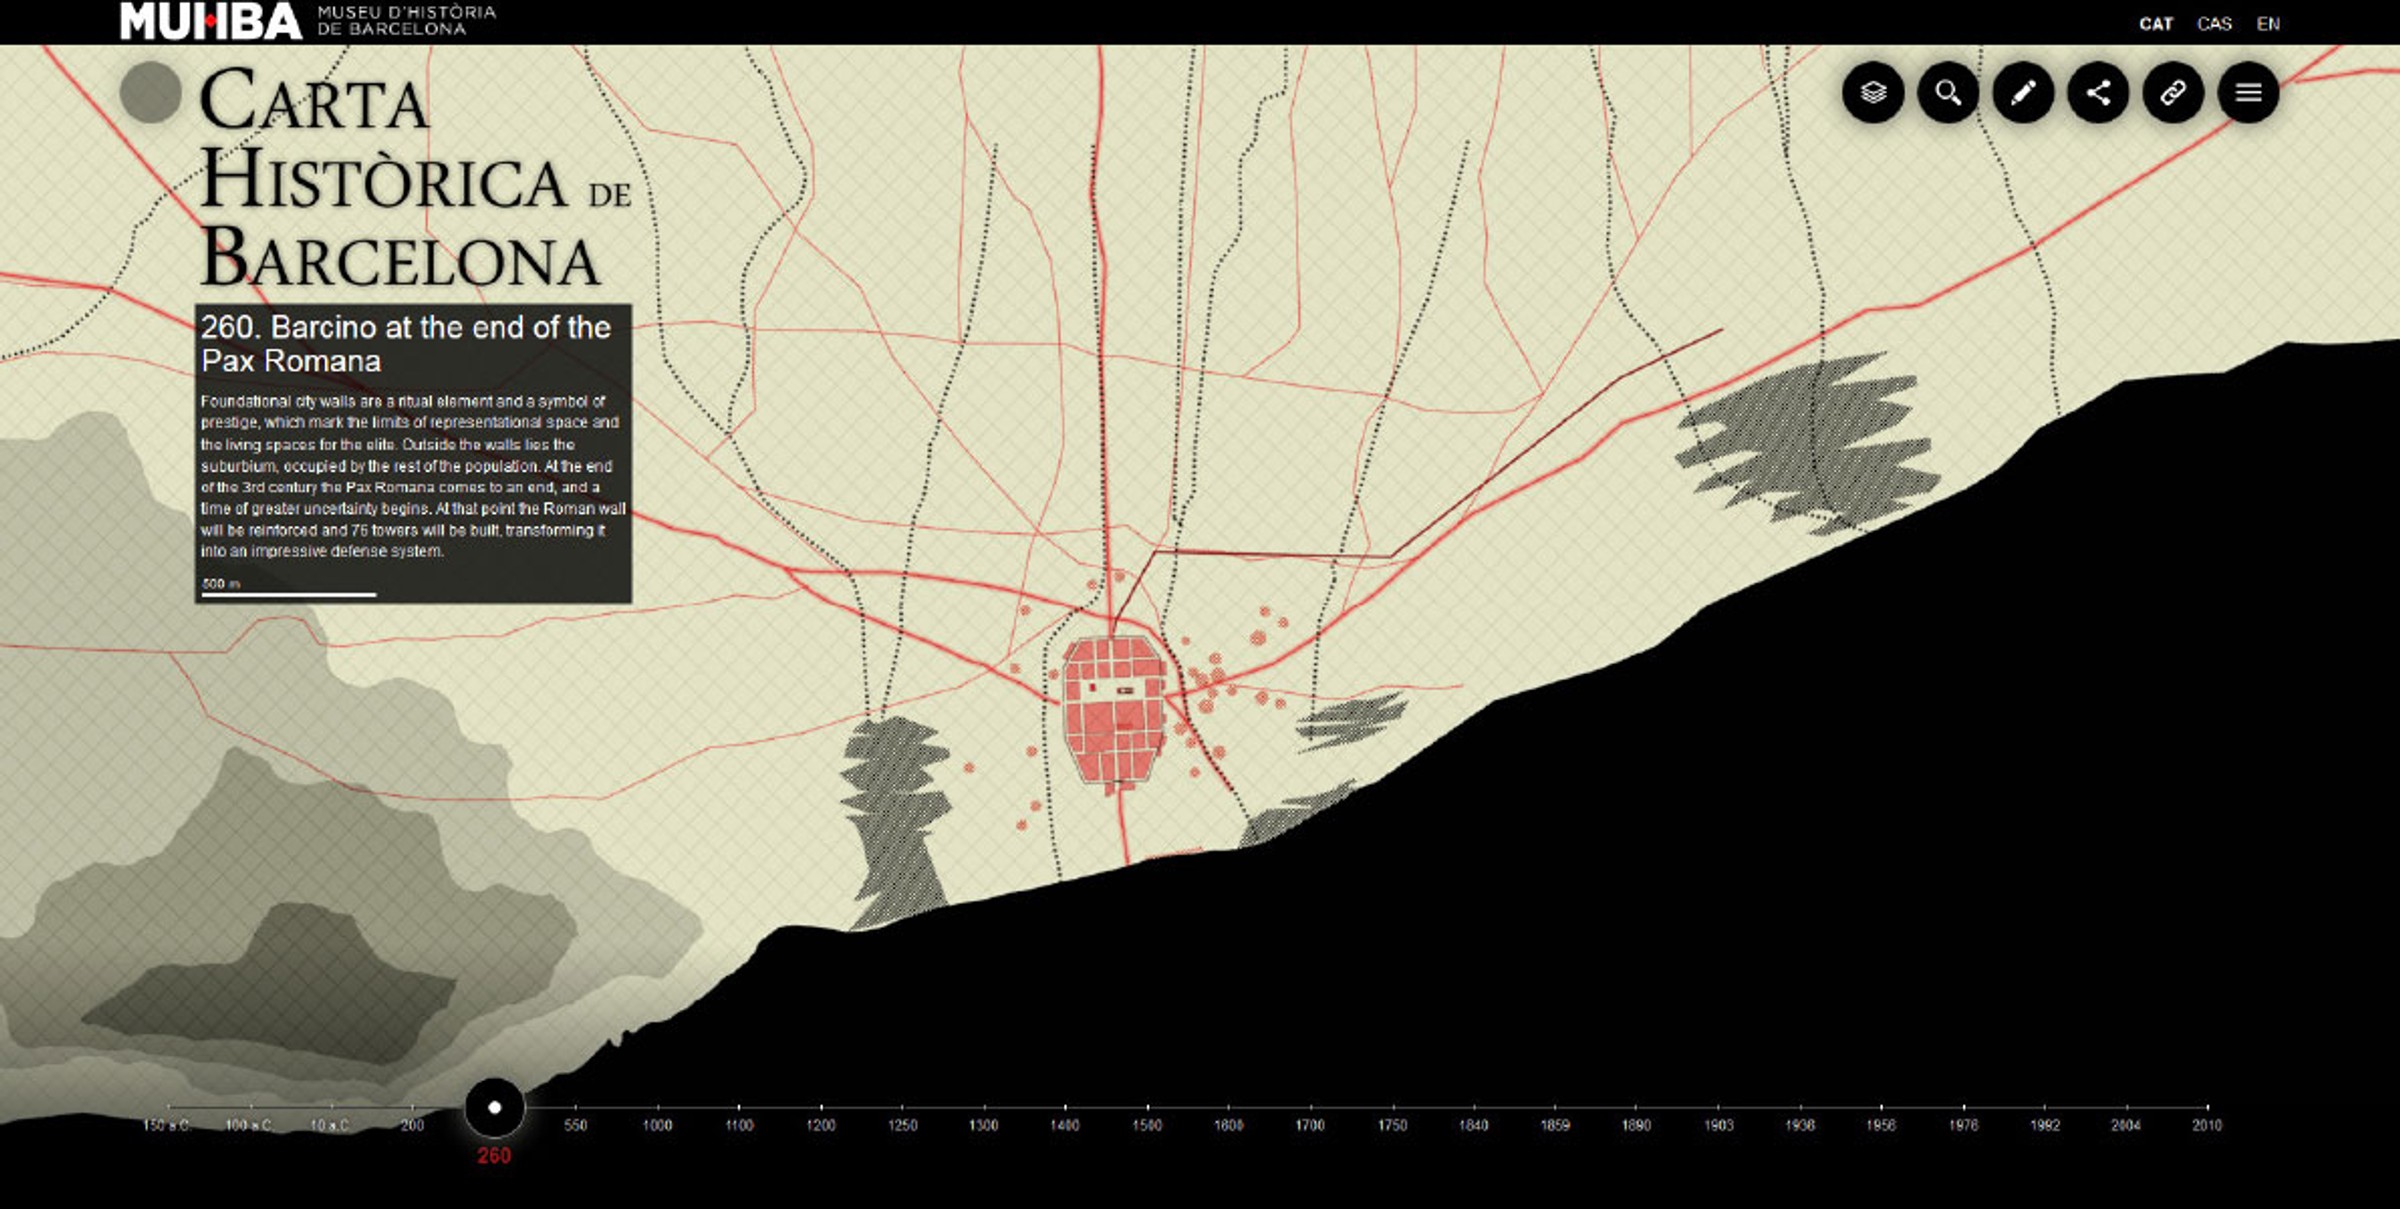 MUHBA MUSEU D'HISTÒRIA
DE BARCELONA
CAT CAS EN
CARTA
HISTÒRICA DE
BARCELONA
260. Barcino at the end of the
Pax Romana
Foundational city walls are a ritual element and a symbol of
prestige, which mark the limits of representational space and
the living spaces for the elite. Outside the walls lies the
suburbium, occupied by the rest of the population. At the end
of the 3rd century the Pax Romana comes to an end, and a
time of greater uncertainty begins. At that point the Roman wall
will be reinforced and 76 towers will be built, transforming it
into an impressive defense system.
500 m
150 a.C. 100 a.C. 10 a.C. 200 550 1000 1100 1200 1250 1300 1400 1500 1600 1700 1750 1840 1859 1890 1903 1936 1956 1976 1992 2004 2010
260